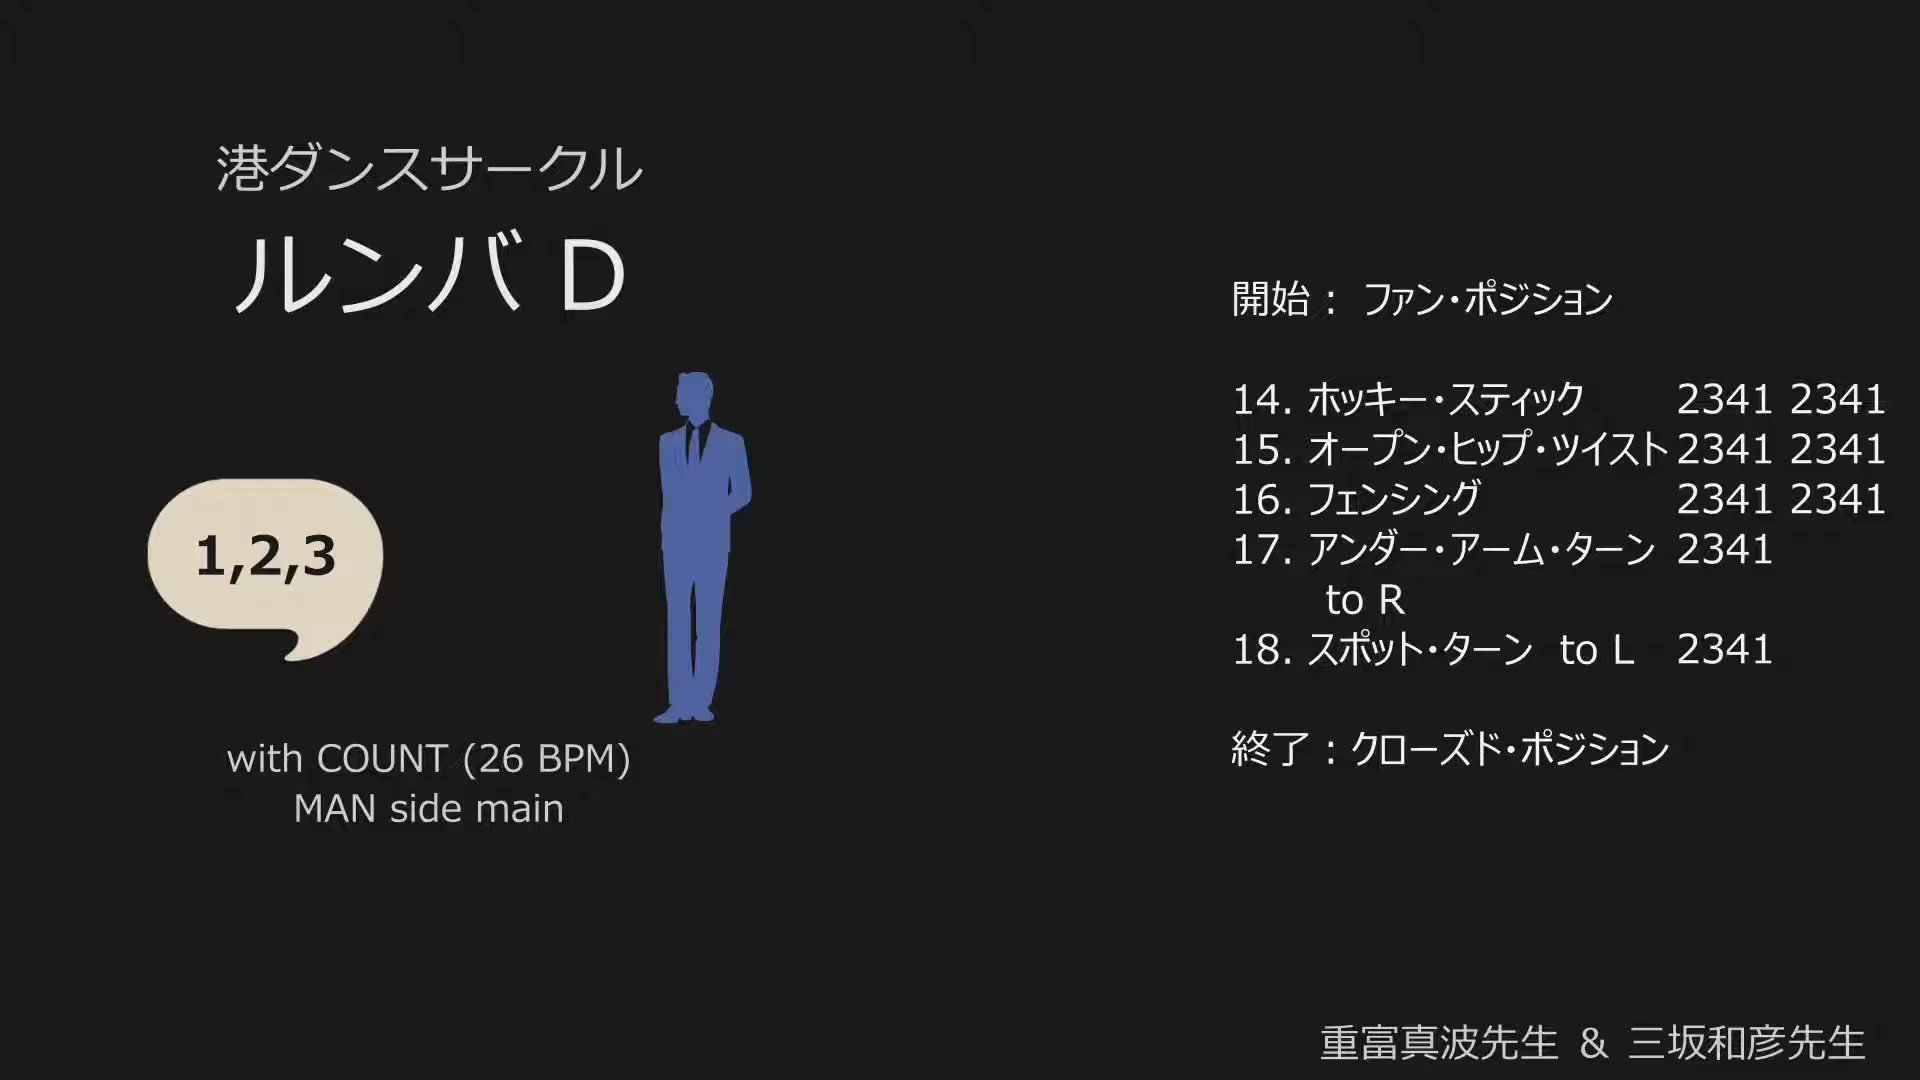 港ダンスサークル
ルンバ D
1,2,3
with COUNT (26 BPM)
MAN side main
開始： ファン・ポジション
14. ホッキー・スティック 2341 2341
15. オープン・ヒップ・ツイスト 2341 2341
16. フェンシング 2341 2341
17. アンダー・アーム・ターン 2341
to R
18. スポット・ターン to L 2341
終了：クローズド・ポジション
重富真波先生 & 三坂和彦先生